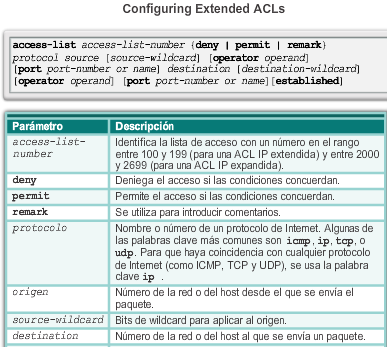 Configuring Extended ACLs
access-list access-list-number {deny | permit | remark}
protocol source [source-wildcard] [operator operand]
[port port-number or name] destination [destination-wildcard]
[operator operand] [port port-number or name][established]
Parámetro Descripción
access-list- Identifica la lista de acceso con un número en el rango
number entre 100 y 199 (para una ACL IP extendida) y entre 2000
y 2699 (para una ACL IP expandida).
deny Deniega el acceso si las condiciones concuerdan.
permit Permite el acceso si las condiciones concuerdan.
remark Se utiliza para introducir comentarios.
protocolo Nombre o número de un protocolo de Internet. Algunas de
las palabras clave más comunes son icmp, ip, tcp, o
udp. Para que haya coincidencia con cualquier protocolo
de Internet (como ICMP, TCP y UDP), se usa la palabra
clave ip .
origen Número de la red o del host desde el que se envía el
paquete.
source-wildcard Bits de wildcard para aplicar al origen.
destination Número de la red o del host al que se envía un paquete.